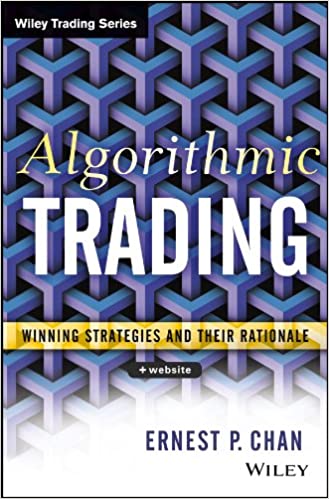 Wiley Trading Series
Algorithmic
TRADING
WINNING STRATEGIES AND THEIR RATIONALE
+ website
ERNEST P. CHAN
WILEY